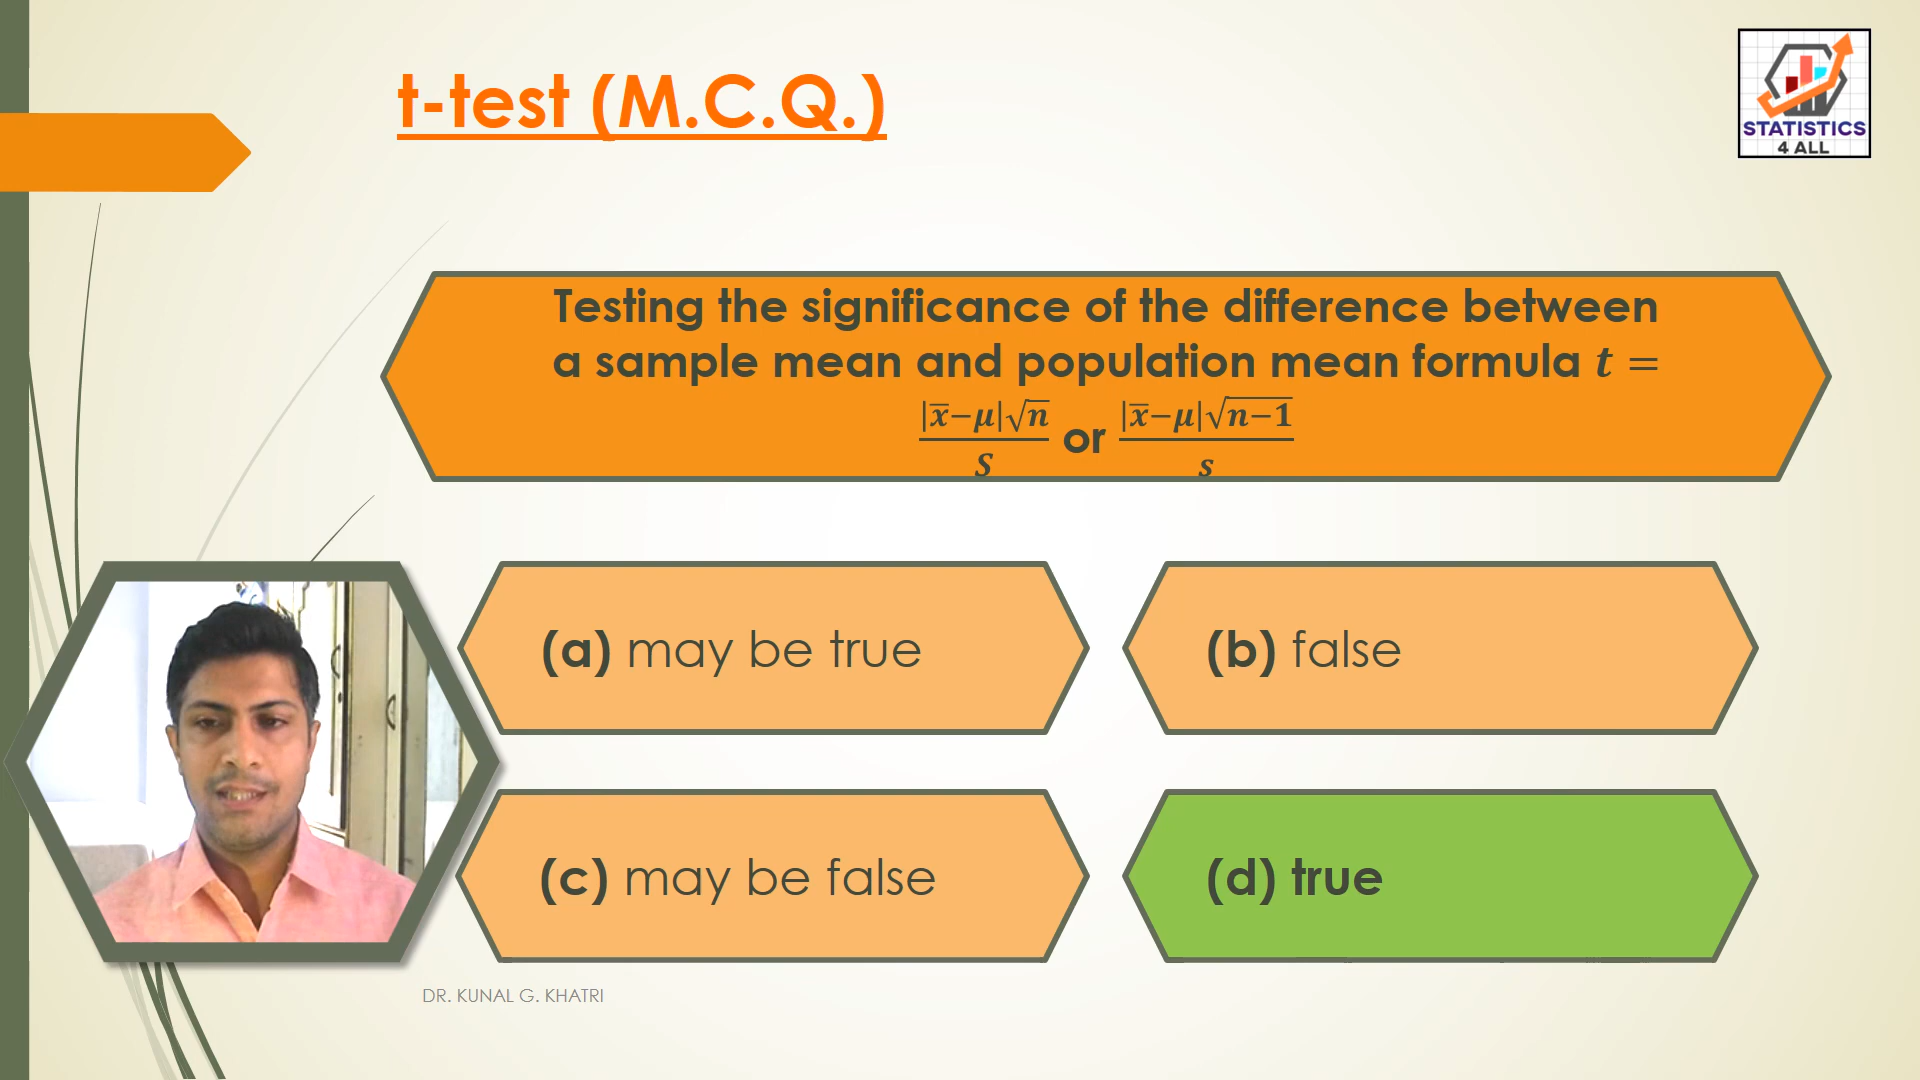 t-test (M.C.Q.)
STATISTICS
4 ALL
Testing the significance of the difference between
a sample mean and population mean formula t =
|x̅−μ|√n / S or |x̅−μ|√(n−1) / s
(a) may be true
(b) false
(c) may be false
(d) true
DR. KUNAL G. KHATRI